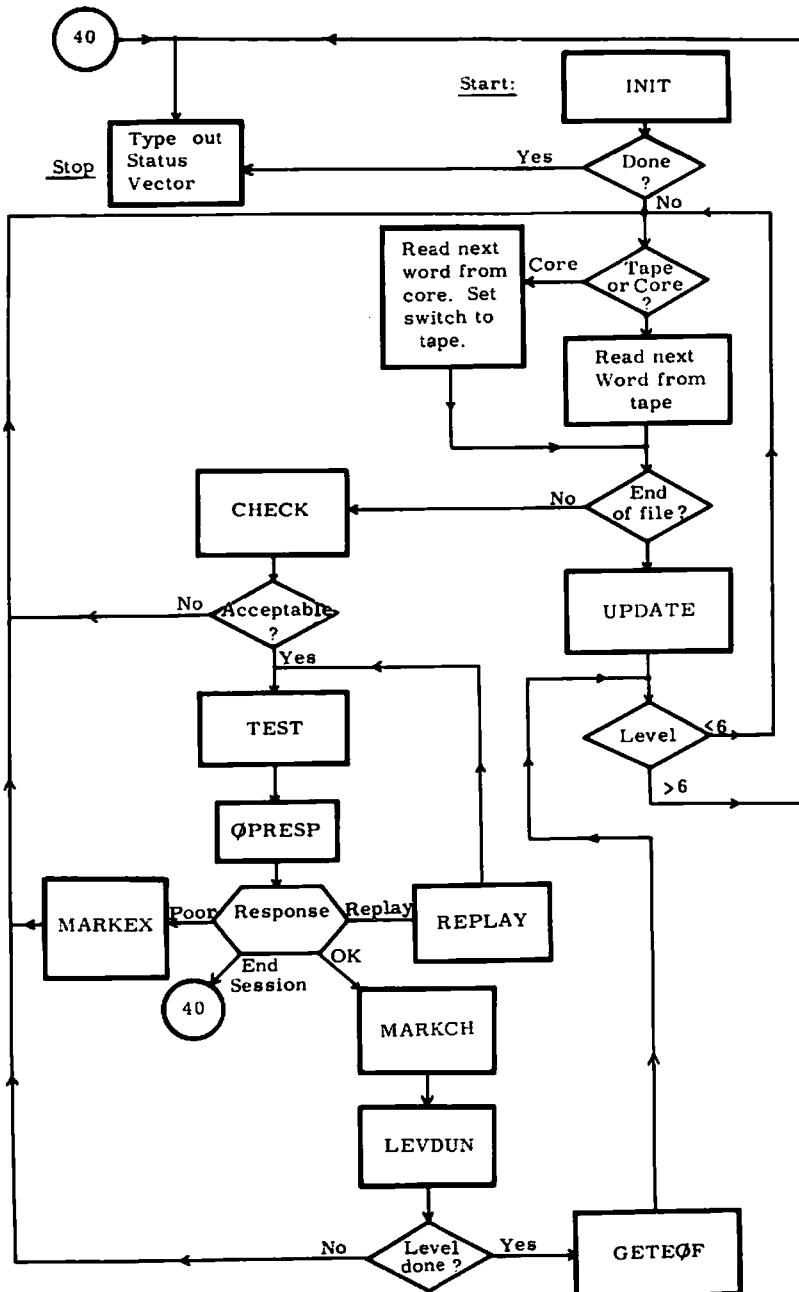 40
Start:
INIT
Stop
Type out
Status
Vector
Yes
Done
?
No
Read next
word from
core. Set
switch to
tape.
Core
Tape
or Core
?
Read next
Word from
tape
CHECK
No
End
of file?
No
Acceptable
?
Yes
UPDATE
TEST
Level
<6
>6
ØPRESP
MARKEX
Poor
Response
Replay
REPLAY
End
Session
OK
40
MARKCH
LEVDUN
No
Level
done?
Yes
GETEØF